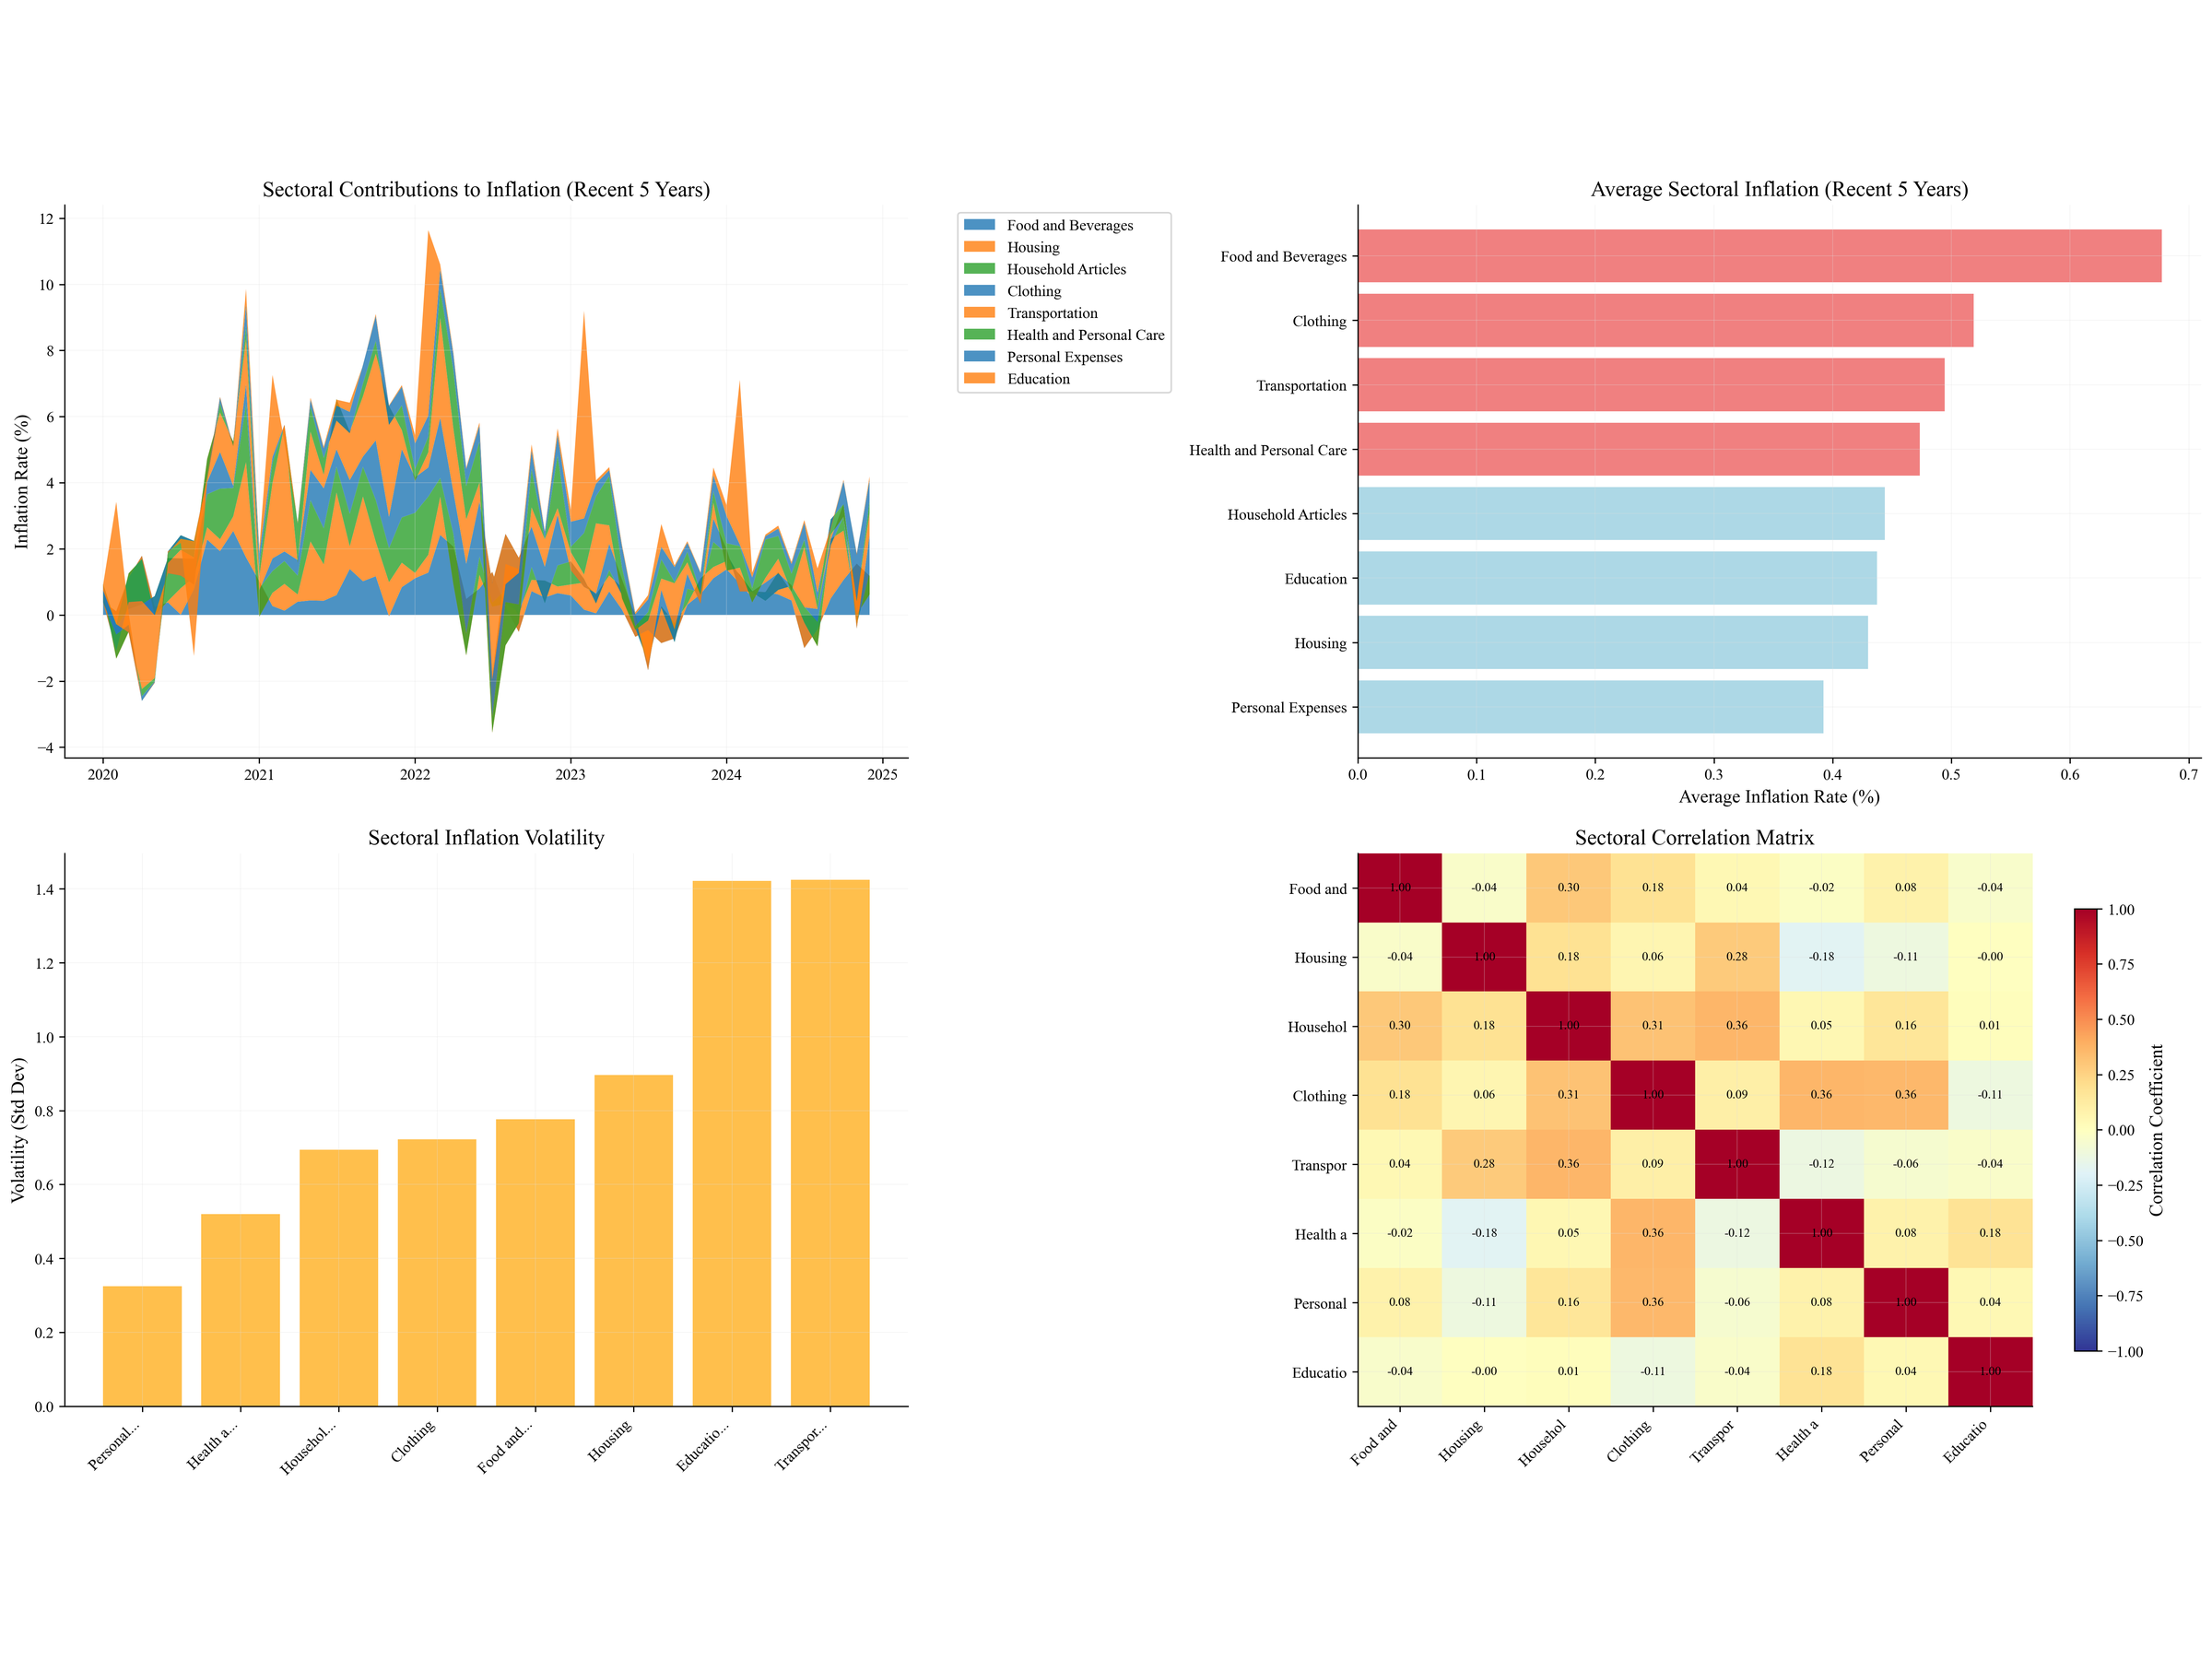 Sectoral Contributions to Inflation (Recent 5 Years)
Inflation Rate (%)
12
10
8
6
4
2
0
−2
−4
2020 2021 2022 2023 2024 2025
Food and Beverages
Housing
Household Articles
Clothing
Transportation
Health and Personal Care
Personal Expenses
Education
Average Sectoral Inflation (Recent 5 Years)
Food and Beverages
Clothing
Transportation
Health and Personal Care
Household Articles
Education
Housing
Personal Expenses
0.0 0.1 0.2 0.3 0.4 0.5 0.6 0.7
Average Inflation Rate (%)
Sectoral Inflation Volatility
Volatility (Std Dev)
1.4
1.2
1.0
0.8
0.6
0.4
0.2
0.0
Personal... Health a... Househol... Clothing Food and... Housing Educatio... Transpor...
Sectoral Correlation Matrix
Food and 1.00 -0.04 0.30 0.18 0.04 -0.02 0.08 -0.04
Housing -0.04 1.00 0.18 0.06 0.28 -0.18 -0.11 -0.00
Househol 0.30 0.18 1.00 0.31 0.36 0.05 0.16 0.01
Clothing 0.18 0.06 0.31 1.00 0.09 0.36 0.36 -0.11
Transpor 0.04 0.28 0.36 0.09 1.00 -0.12 -0.06 -0.04
Health a -0.02 -0.18 0.05 0.36 -0.12 1.00 0.08 0.18
Personal 0.08 -0.11 0.16 0.36 -0.06 0.08 1.00 0.04
Educatio -0.04 -0.00 0.01 -0.11 -0.04 0.18 0.04 1.00
Food and Housing Househol Clothing Transpor Health a Personal Educatio
1.00
0.75
0.50
0.25
0.00
−0.25
−0.50
−0.75
−1.00
Correlation Coefficient